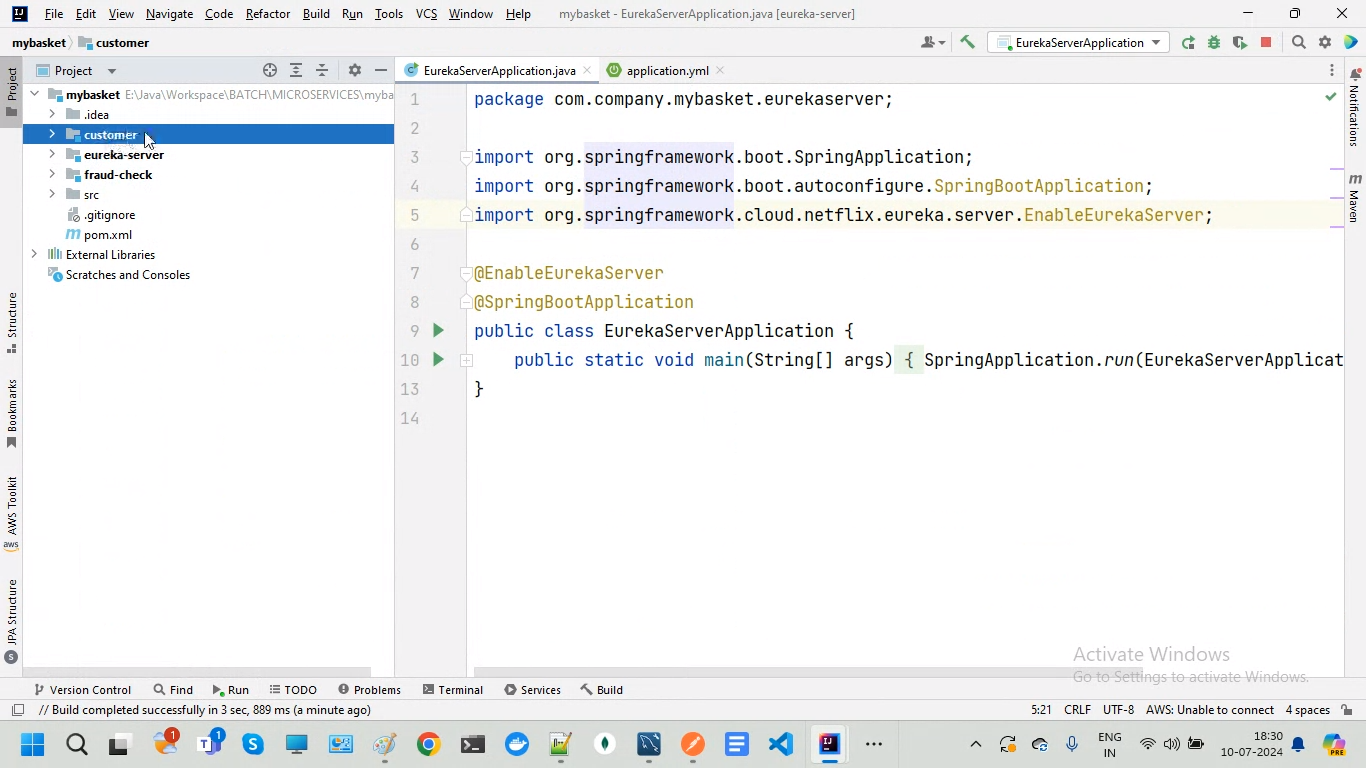 File Edit View Navigate Code Refactor Build Run Tools VCS Window Help mybasket - EurekaServerApplication.java [eureka-server]
mybasket customer EurekaServerApplication
Project EurekaServerApplication.java application.yml
mybasket E:\Java\Workspace\BATCH\MICROSERVICES\myba
.idea
customer
eureka-server
fraud-check
src
.gitignore
pom.xml
External Libraries
Scratches and Consoles
Project
Structure
Bookmarks
AWS Toolkit
aws
JPA Structure
1 package com.company.mybasket.eurekaserver;
2
3 import org.springframework.boot.SpringApplication;
4 import org.springframework.boot.autoconfigure.SpringBootApplication;
5 import org.springframework.cloud.netflix.eureka.server.EnableEurekaServer;
6
7 @EnableEurekaServer
8 @SpringBootApplication
9 public class EurekaServerApplication {
10 public static void main(String[] args) { SpringApplication.run(EurekaServerApplicat
13 }
14
Notifications
m Maven
Activate Windows
Go to Settings to activate Windows.
Version Control Find Run TODO Problems Terminal Services Build
// Build completed successfully in 3 sec, 889 ms (a minute ago) 5:21 CRLF UTF-8 AWS: Unable to connect 4 spaces
1 1 ENG 18:30
IN 10-07-2024 PRE